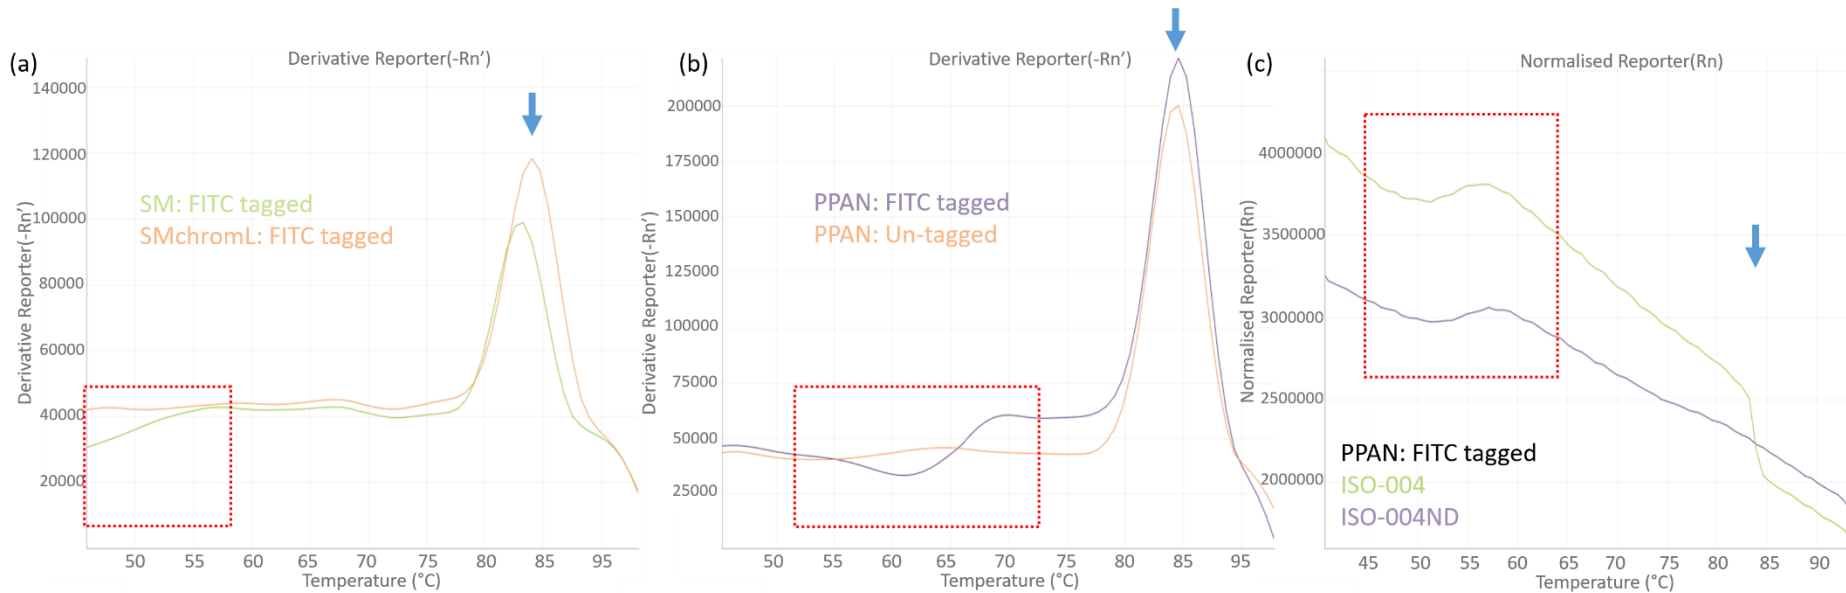 (a)
Derivative Reporter(-Rn')
Derivative Reporter(-Rn')
140000
120000
100000
80000
60000
40000
20000
SM: FITC tagged
SMchromL: FITC tagged
50
55
60
65
70
75
80
85
95
Temperature (°C)
(b)
Derivative Reporter(-Rn')
Derivative Reporter(-Rn')
200000
175000
150000
125000
100000
75000
50000
25000
PPAN: FITC tagged
PPAN: Un-tagged
50
55
60
65
70
75
80
85
95
Temperature (°C)
(c)
Normalised Reporter(Rn)
Normalised Reporter(Rn)
4000000
3500000
3000000
2500000
2000000
PPAN: FITC tagged
ISO-004
ISO-004ND
45
50
55
60
65
70
75
80
85
90
Temperature (°C)